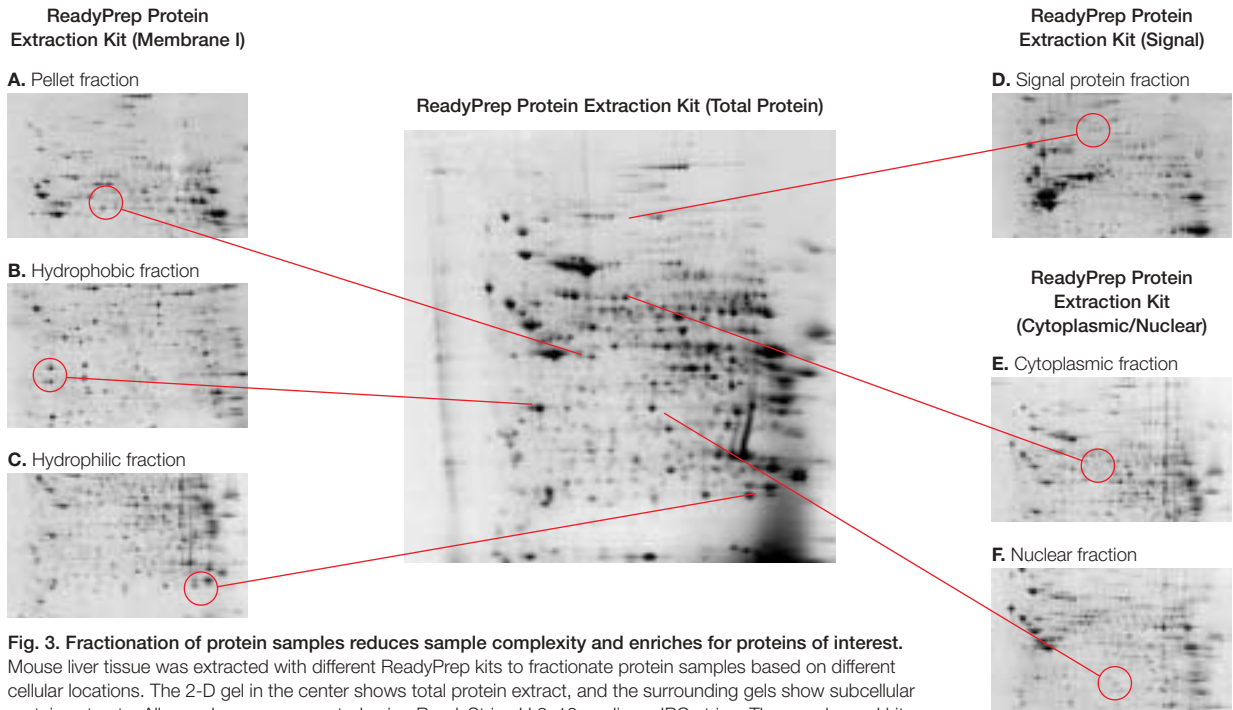 ReadyPrep Protein
Extraction Kit (Membrane I)
A. Pellet fraction
B. Hydrophobic fraction
C. Hydrophilic fraction
ReadyPrep Protein Extraction Kit (Total Protein)
ReadyPrep Protein
Extraction Kit (Signal)
D. Signal protein fraction
ReadyPrep Protein
Extraction Kit
(Cytoplasmic/Nuclear)
E. Cytoplasmic fraction
F. Nuclear fraction
Fig. 3. Fractionation of protein samples reduces sample complexity and enriches for proteins of interest.
Mouse liver tissue was extracted with different ReadyPrep kits to fractionate protein samples based on different
cellular locations. The 2-D gel in the center shows total protein extract, and the surrounding gels show subcellular